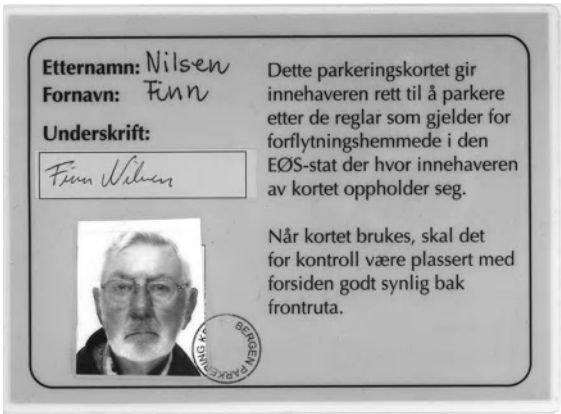 Etternamn: Nilsen
Fornavn: Finn
Underskrift:
Finn Nilsen
Dette parkeringskortet gir
innehaveren rett til å parkere
etter de reglar som gjelder for
forflytningshemmede i den
EØS-stat der hvor innehaveren
av kortet oppholder seg.
Når kortet brukes, skal det
for kontroll være plassert med
forsiden godt synlig bak
frontruta.
BERGEN PARKERING